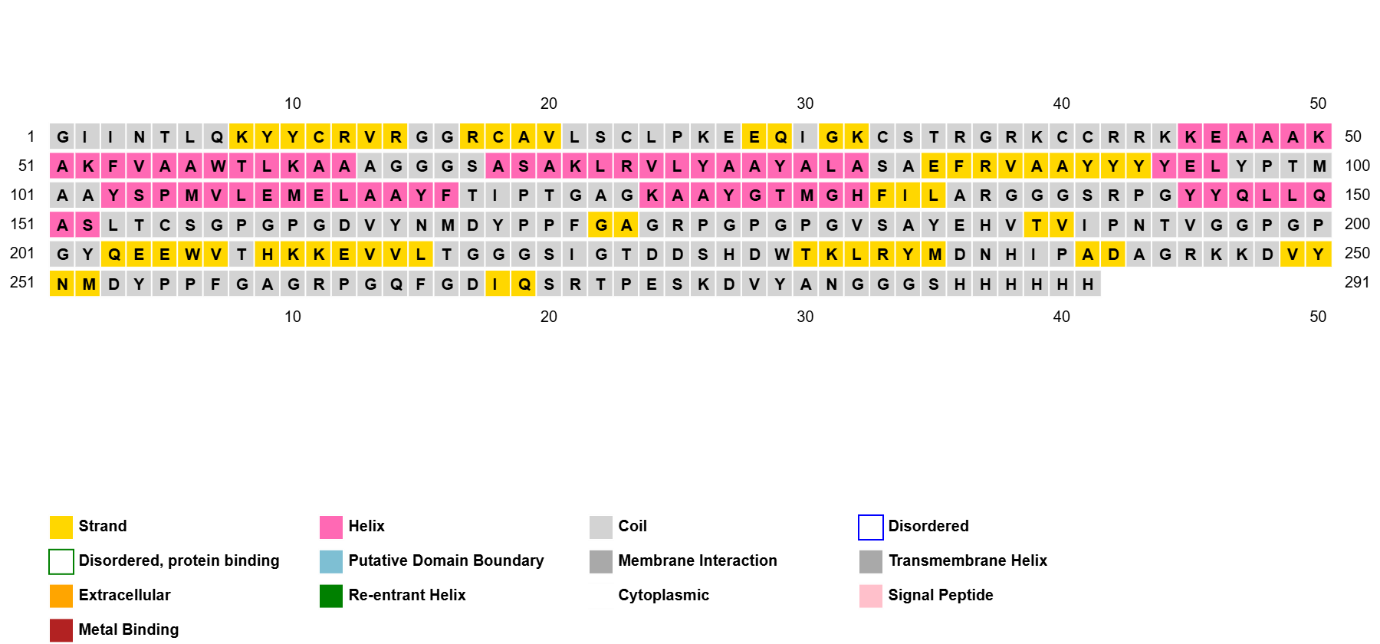 10 20 30 40 50
1 G I I N T L Q K Y Y C R V R G G R C A V L S C L P K E E Q I G K C S T R G R K C C R R K K E A A A K 50
51 A K F V A A W T L K A A A G G G S A S A K L R V L Y A A Y A L A S A E F R V A A Y Y Y Y E L Y P T M 100
101 A A Y S P M V L E M E L A A Y F T I P T G A G K A A Y G T M G H F I L A R G G G S R P G Y Y Q L L Q 150
151 A S L T C S G P G P G D V Y N M D Y P P F G A G R P G P G P G V S A Y E H V T V I P N T V G G P G P 200
201 G Y Q E E W V T H K K E V V L T G G G S I G T D D S H D W T K L R Y M D N H I P A D A G R K K D V Y 250
251 N M D Y P P F G A G R P G Q F G D I Q S R T P E S K D V Y A N G G G S H H H H H H 291
10 20 30 40 50
Strand Helix Coil Disordered
Disordered, protein binding Putative Domain Boundary Membrane Interaction Transmembrane Helix
Extracellular Re-entrant Helix Cytoplasmic Signal Peptide
Metal Binding